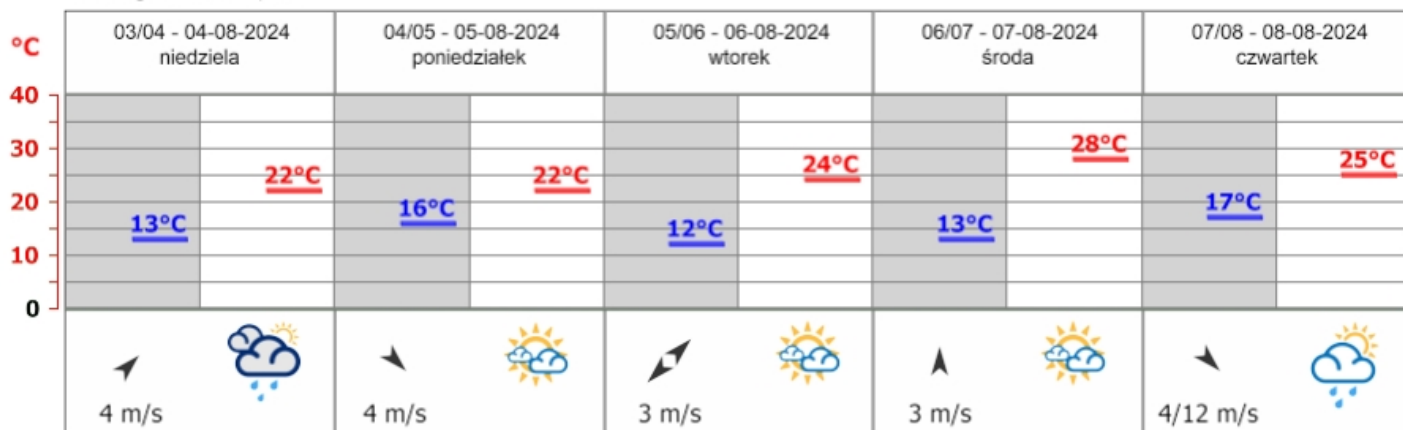 03/04 - 04-08-2024 04/05 - 05-08-2024 05/06 - 06-08-2024 06/07 - 07-08-2024 07/08 - 08-08-2024
°C niedziela poniedziałek wtorek środa czwartek
40
30
20
10
0
13°C 22°C 16°C 22°C 12°C 24°C 13°C 28°C 17°C 25°C
4 m/s 4 m/s 3 m/s 3 m/s 4/12 m/s